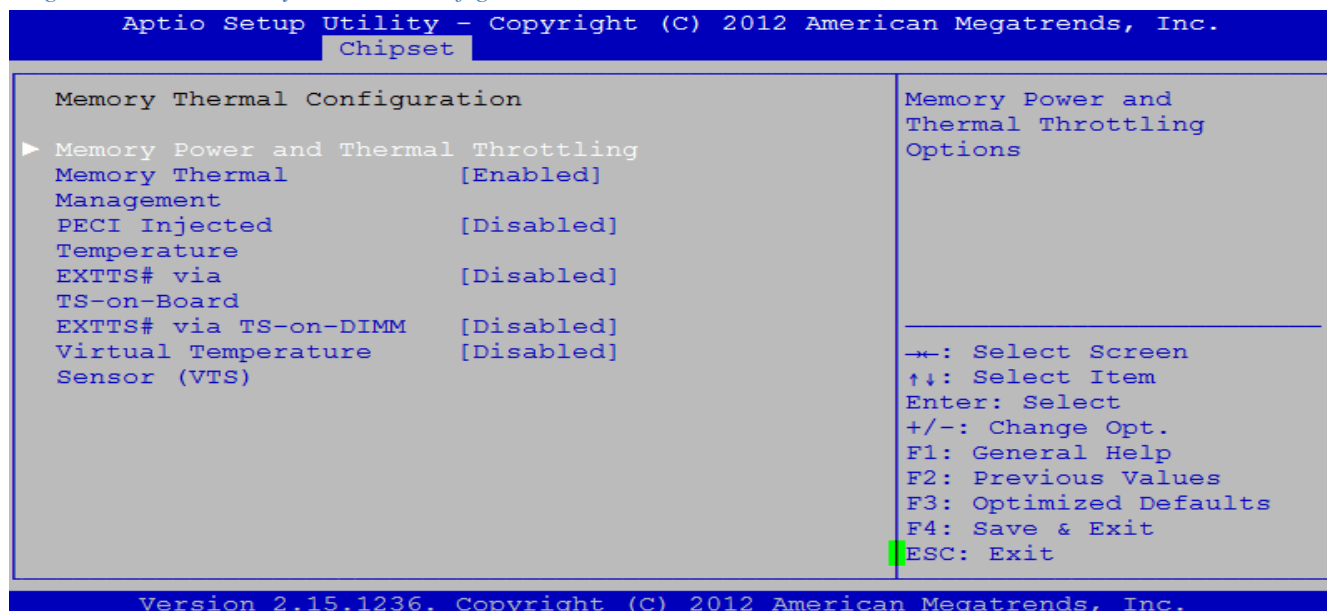 Aptio Setup Utility – Copyright (C) 2012 American Megatrends, Inc.
Chipset
Memory Thermal Configuration
► Memory Power and Thermal Throttling
Memory Thermal [Enabled]
Management
PECI Injected [Disabled]
Temperature
EXTTS# via [Disabled]
TS-on-Board
EXTTS# via TS-on-DIMM [Disabled]
Virtual Temperature [Disabled]
Sensor (VTS)
Memory Power and
Thermal Throttling
Options
→←: Select Screen
↑↓: Select Item
Enter: Select
+/-: Change Opt.
F1: General Help
F2: Previous Values
F3: Optimized Defaults
F4: Save & Exit
ESC: Exit
Version 2.15.1236. Copyright (C) 2012 American Megatrends, Inc.